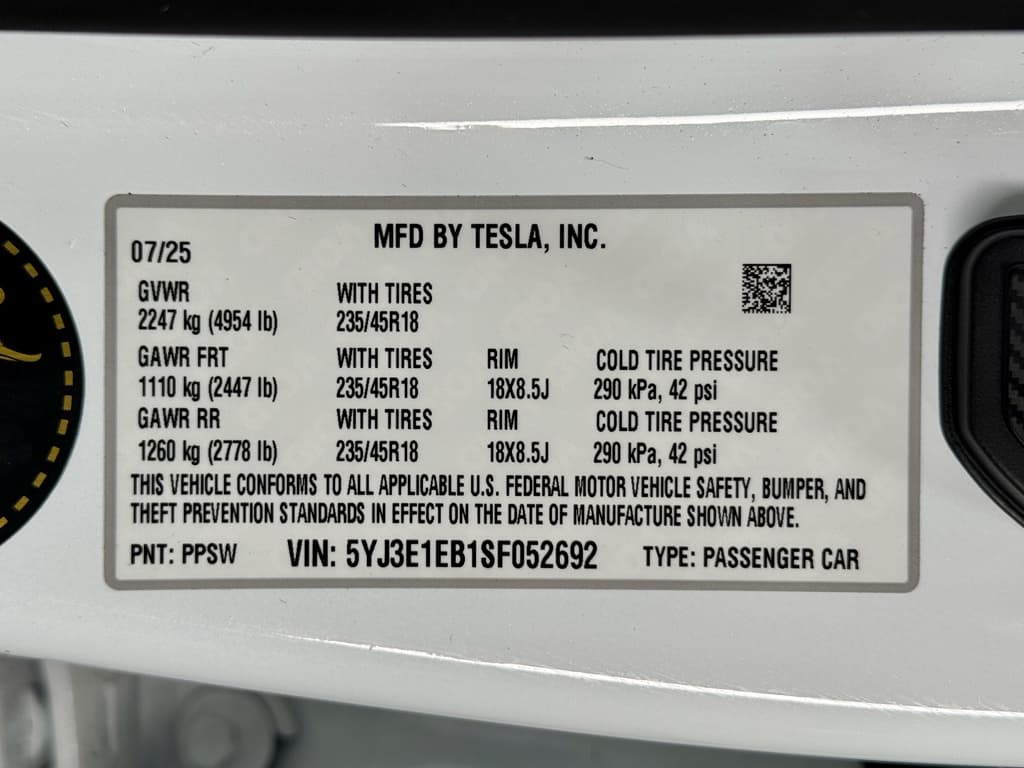 MFD BY TESLA, INC.
07/25
GVWR WITH TIRES
2247 kg (4954 lb) 235/45R18
GAWR FRT WITH TIRES RIM COLD TIRE PRESSURE
1110 kg (2447 lb) 235/45R18 18X8.5J 290 kPa, 42 psi
GAWR RR WITH TIRES RIM COLD TIRE PRESSURE
1260 kg (2778 lb) 235/45R18 18X8.5J 290 kPa, 42 psi
THIS VEHICLE CONFORMS TO ALL APPLICABLE U.S. FEDERAL MOTOR VEHICLE SAFETY, BUMPER, AND
THEFT PREVENTION STANDARDS IN EFFECT ON THE DATE OF MANUFACTURE SHOWN ABOVE.
PNT: PPSW VIN: 5YJ3E1EB1SF052692 TYPE: PASSENGER CAR